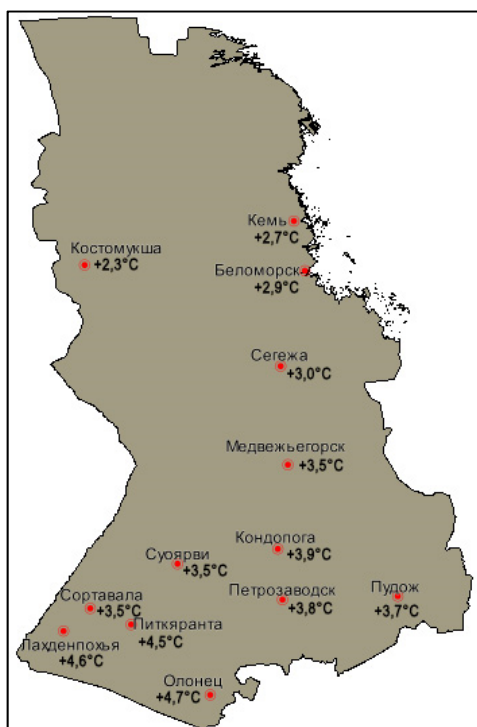 Кемь
+2,7°C
Костомукша
+2,3°C
Беломорск
+2,9°C
Сегежа
+3,0°C
Медвежьегорск
+3,5°C
Кондопога
+3,9°C
Суоярви
+3,5°C
Петрозаводск
+3,8°C
Пудож
+3,7°C
Сортавала
+3,5°C
Питкяранта
+4,5°C
Лахденпохья
+4,6°C
Олонец
+4,7°C